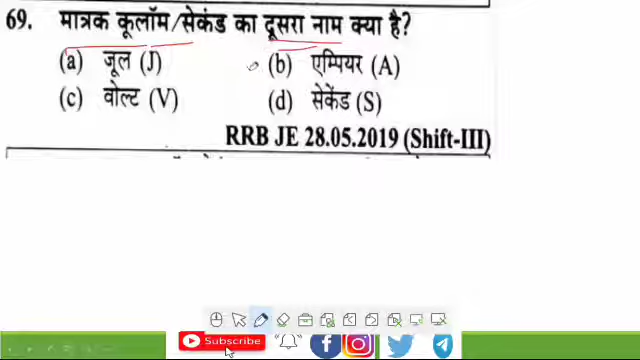 69. मात्रक कूलॉम/सेकंड का दूसरा नाम क्या है?
(a) जूल (J) (b) एम्पियर (A)
(c) वोल्ट (V) (d) सेकेंड (S)
RRB JE 28.05.2019 (Shift-III)
Subscribe